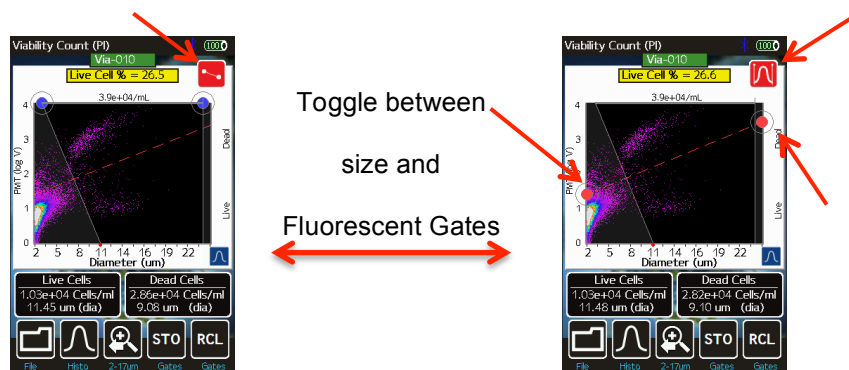 Viability Count (PI)
100
Via-010
Live Cell % = 26.5
3.9e+04/mL
4
3
2
1
0
PMT (log V)
Dead
Live
2 5 8 11 14 16 19 22
Diameter (um)
Live Cells
1.03e+04 Cells/ml
11.45 um (dia)
Dead Cells
2.86e+04 Cells/ml
9.08 um (dia)
STO
RCL
File
Histo
2-17um
Gates
Gates
Toggle between
size and
Fluorescent Gates
Viability Count (PI)
100
Via-010
Live Cell % = 26.6
3.9e+04/mL
4
3
2
1
0
PMT (log V)
Dead
Live
2 5 8 11 14 16 19 22
Diameter (um)
Live Cells
1.03e+04 Cells/ml
11.48 um (dia)
Dead Cells
2.82e+04 Cells/ml
9.10 um (dia)
STO
RCL
File
Histo
2-17um
Gates
Gates